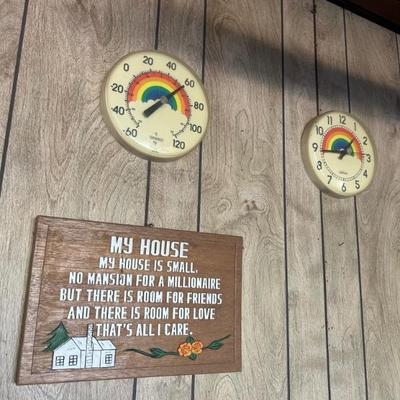 20 40
0 60
-20 80
-40 100
-60 120
12
11 1
10 2
9 3
8 4
7 5
6
MY HOUSE
MY HOUSE IS SMALL,
NO MANSION FOR A MILLIONAIRE
BUT THERE IS ROOM FOR FRIENDS
AND THERE IS ROOM FOR LOVE
THAT'S ALL I CARE.